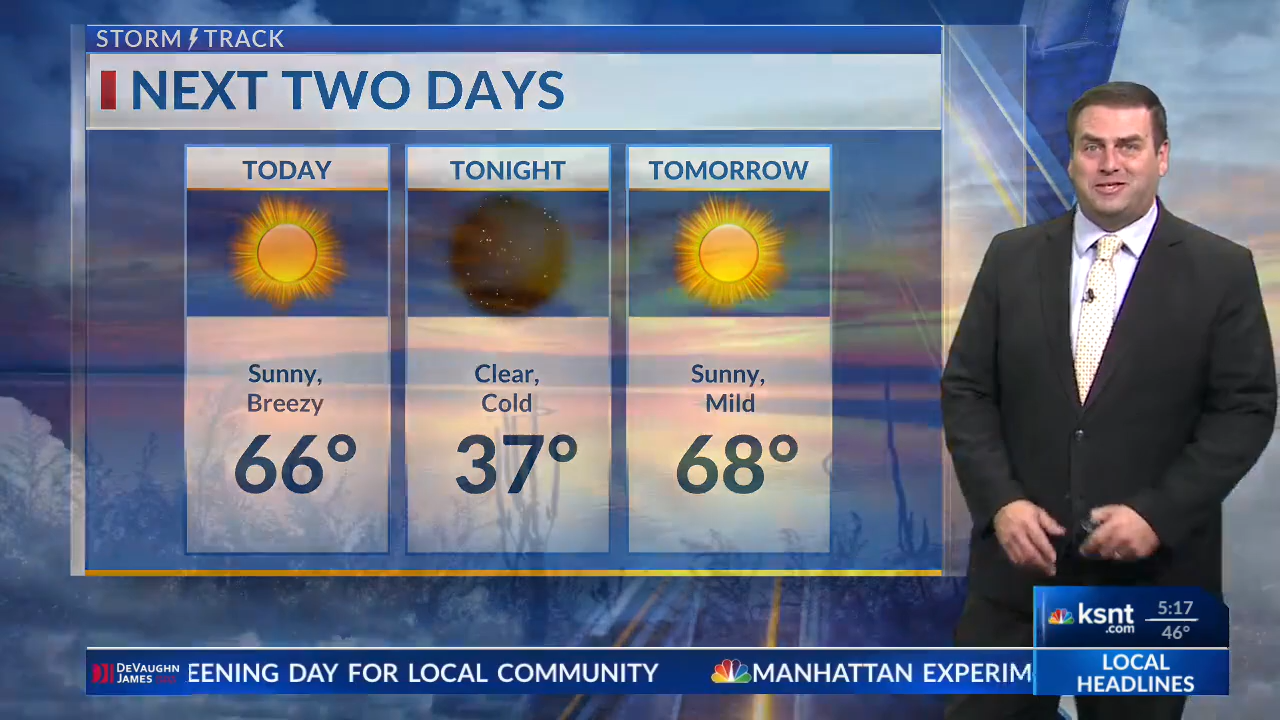 STORM TRACK
NEXT TWO DAYS
TODAY
Sunny,
Breezy
66°
TONIGHT
Clear,
Cold
37°
TOMORROW
Sunny,
Mild
68°
ksnt
.com
5:17
46°
DEVAUGHN
JAMES
EENING DAY FOR LOCAL COMMUNITY
MANHATTAN EXPERIM
LOCAL
HEADLINES